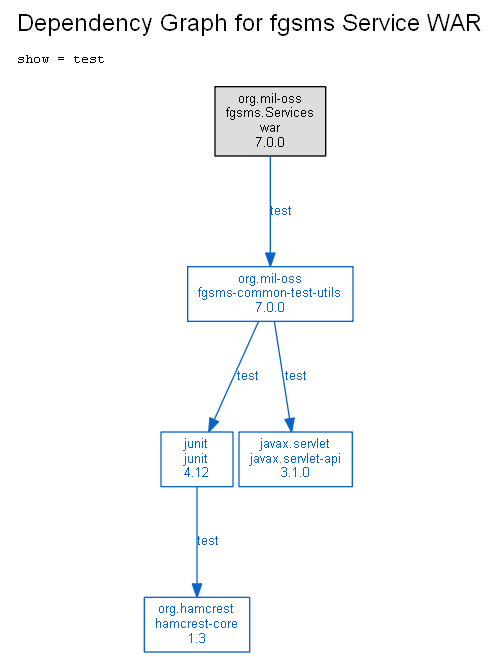 Dependency Graph for fgsms Service WAR
show = test
org.mil-oss
fgsms.Services
war
7.0.0
test
org.mil-oss
fgsms-common-test-utils
7.0.0
test
test
junit
junit
4.12
javax.servlet
javax.servlet-api
3.1.0
test
org.hamcrest
hamcrest-core
1.3